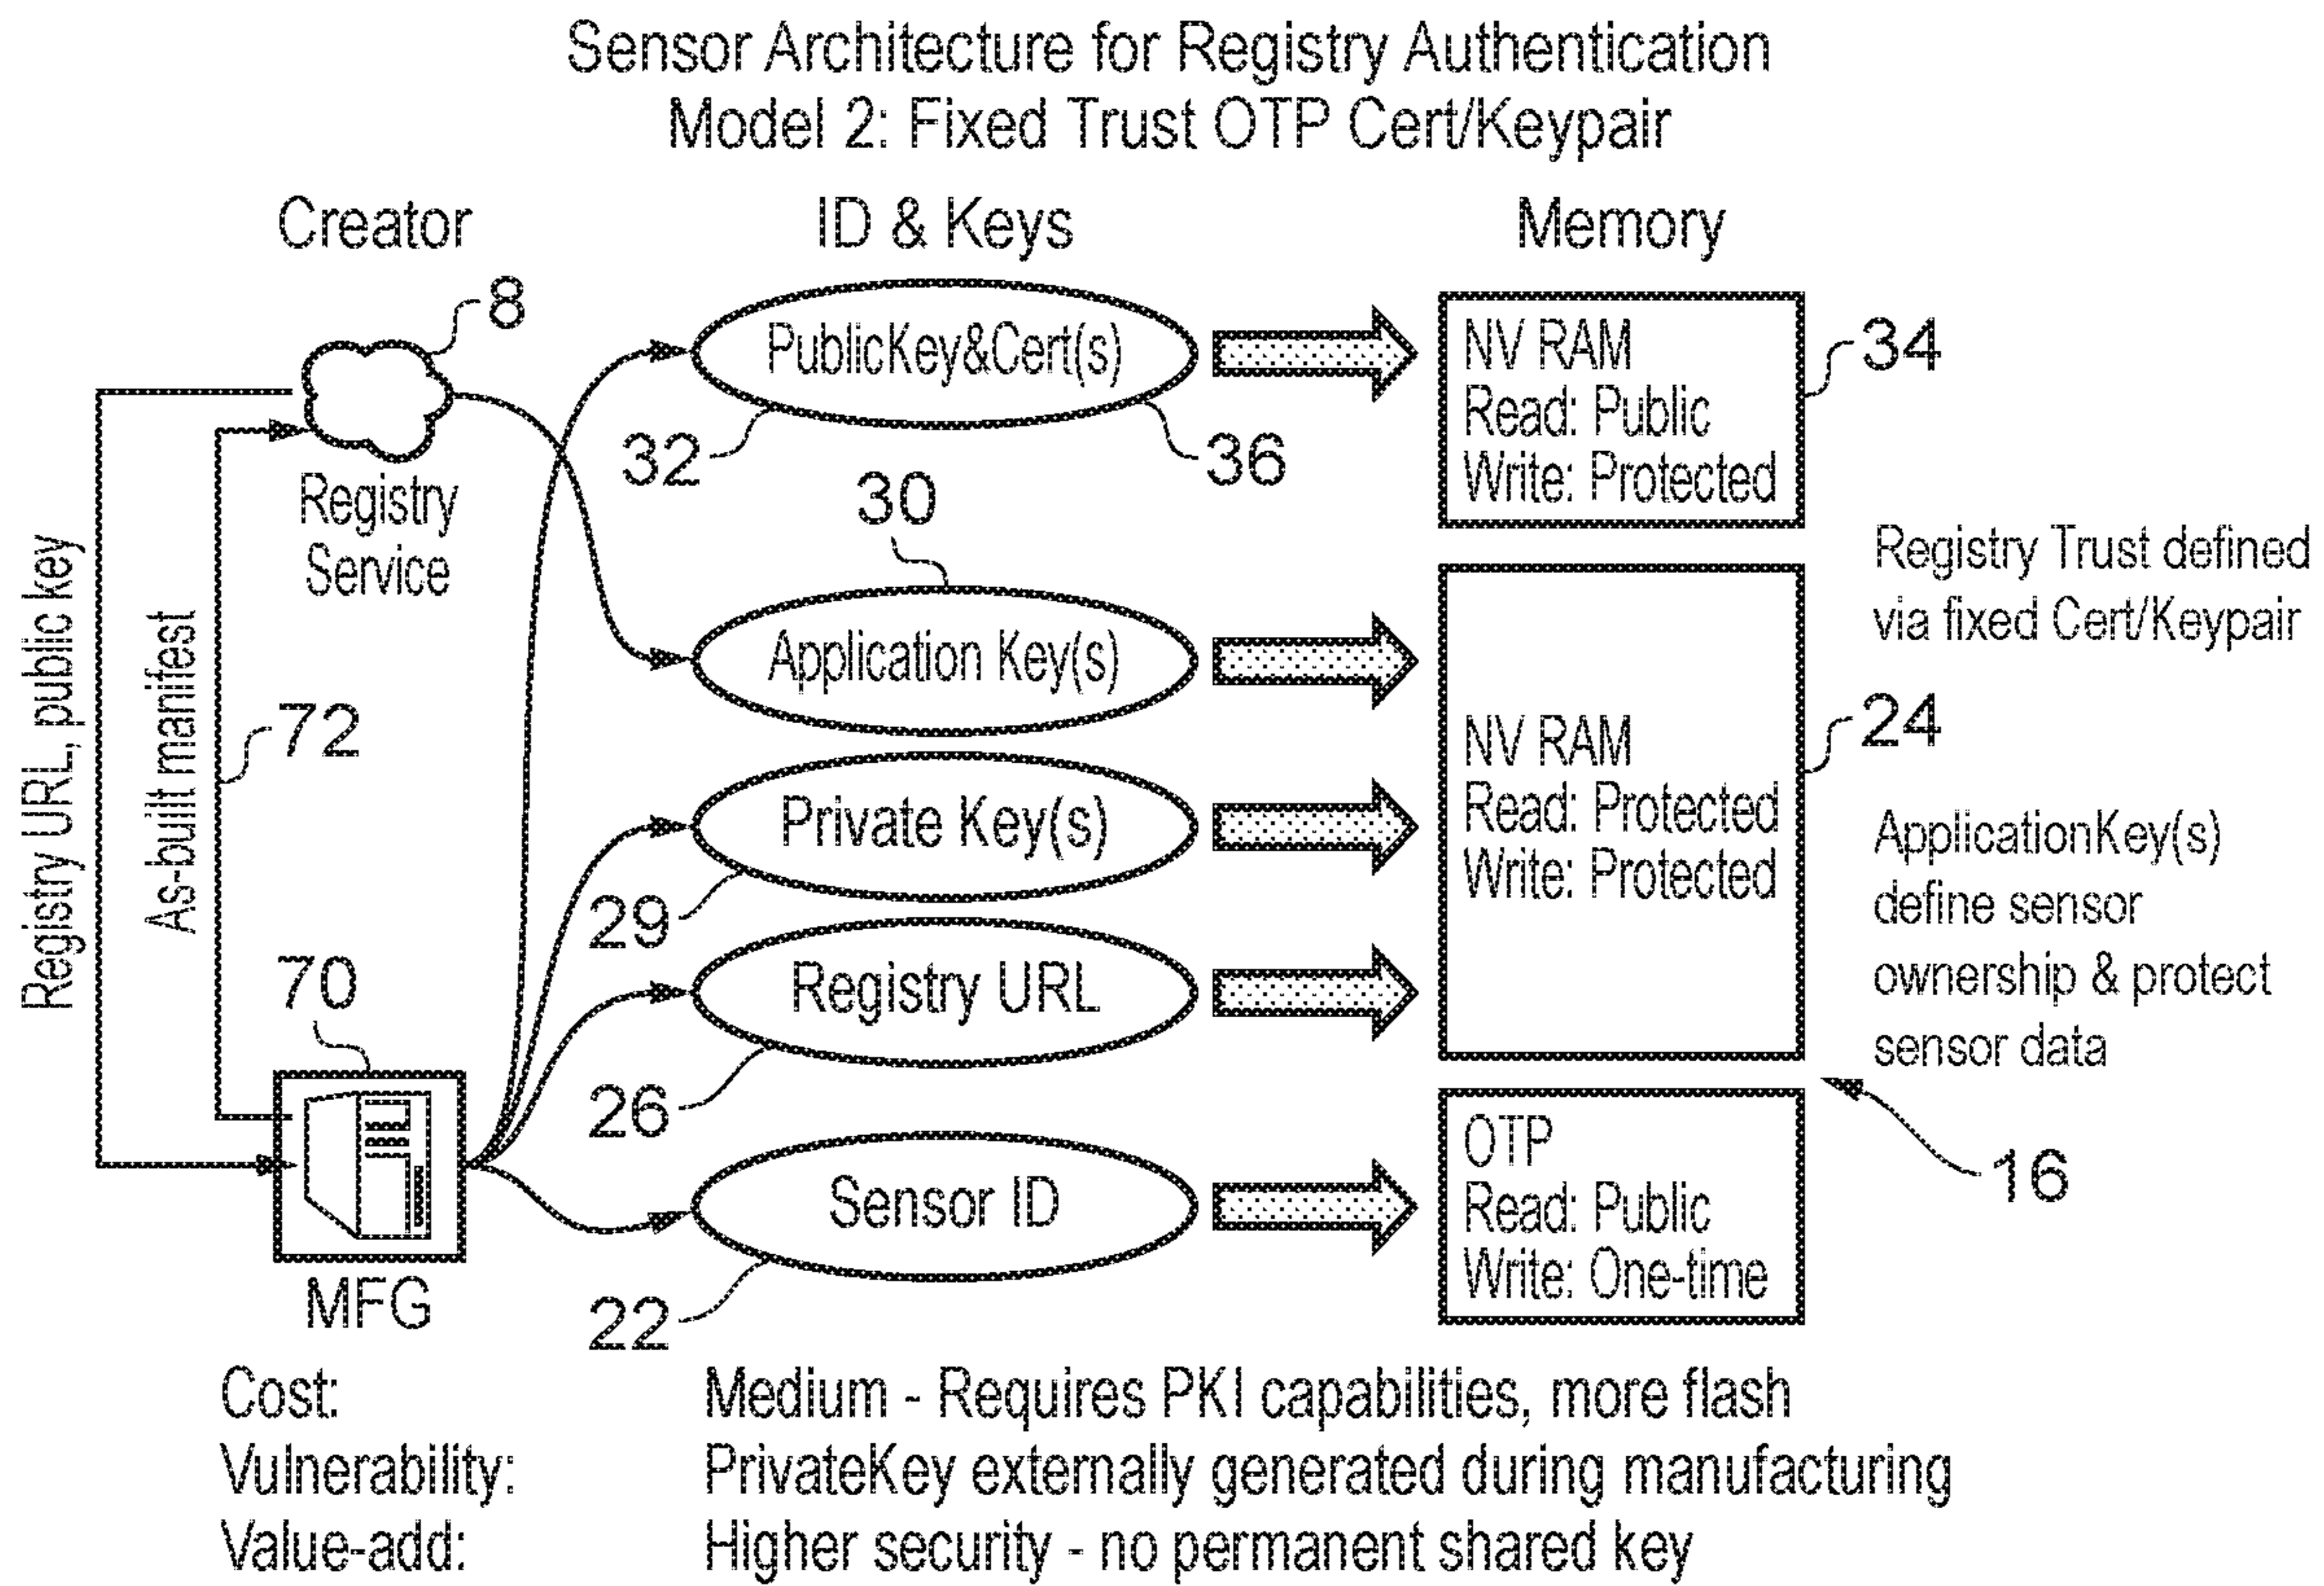 Sensor Architecture for Registry Authentication
Model 2: Fixed Trust OTP Cert/Keypair
Creator
ID & Keys
Memory
8
Registry
Service
Registry URL, public key
As-built manifest
72
70
MFG
PublicKey&Cert(s)
32
36
30
Application Key(s)
Private Key(s)
29
Registry URL
26
Sensor ID
22
NV RAM
Read: Public
Write: Protected
34
NV RAM
Read: Protected
Write: Protected
24
OTP
Read: Public
Write: One-time
16
Registry Trust defined
via fixed Cert/Keypair
ApplicationKey(s)
define sensor
ownership & protect
sensor data
Cost: Medium - Requires PKI capabilities, more flash
Vulnerability: PrivateKey externally generated during manufacturing
Value-add: Higher security - no permanent shared key